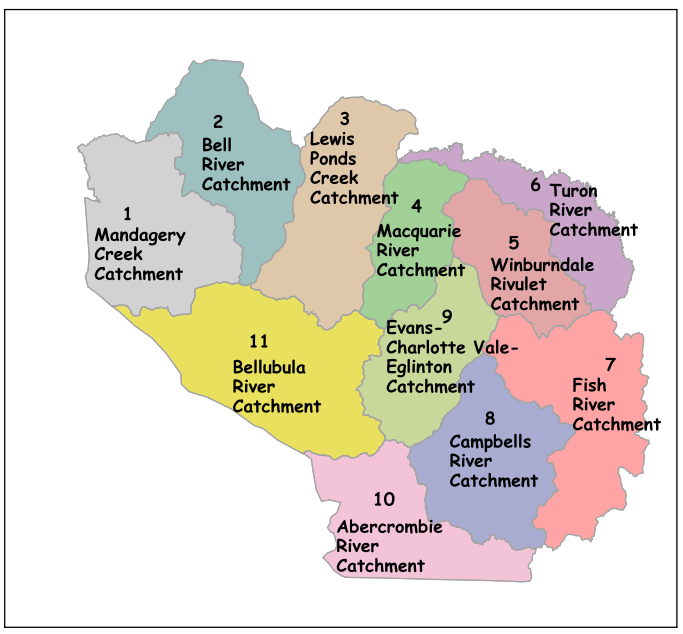 1
Mandagery
Creek
Catchment
2
Bell
River
Catchment
3
Lewis
Ponds
Creek
Catchment
4
Macquarie
River
Catchment
5
Winburndale
Rivulet
Catchment
6
Turon
River
Catchment
7
Fish
River
Catchment
8
Campbells
River
Catchment
9
Evans-
Charlotte Vale-
Eglinton
Catchment
10
Abercrombie
River
Catchment
11
Bellubula
River
Catchment